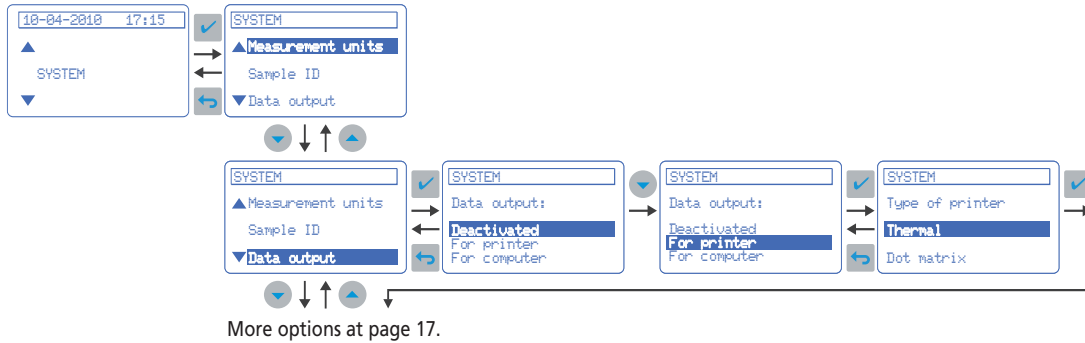 10-04-2010 17:15
SYSTEM
SYSTEM
Measurement units
Sample ID
Data output
SYSTEM
Measurement units
Sample ID
Data output
SYSTEM
Data output:
Deactivated
For printer
For computer
SYSTEM
Data output:
Deactivated
For printer
For computer
SYSTEM
Type of printer
Thermal
Dot matrix
More options at page 17.